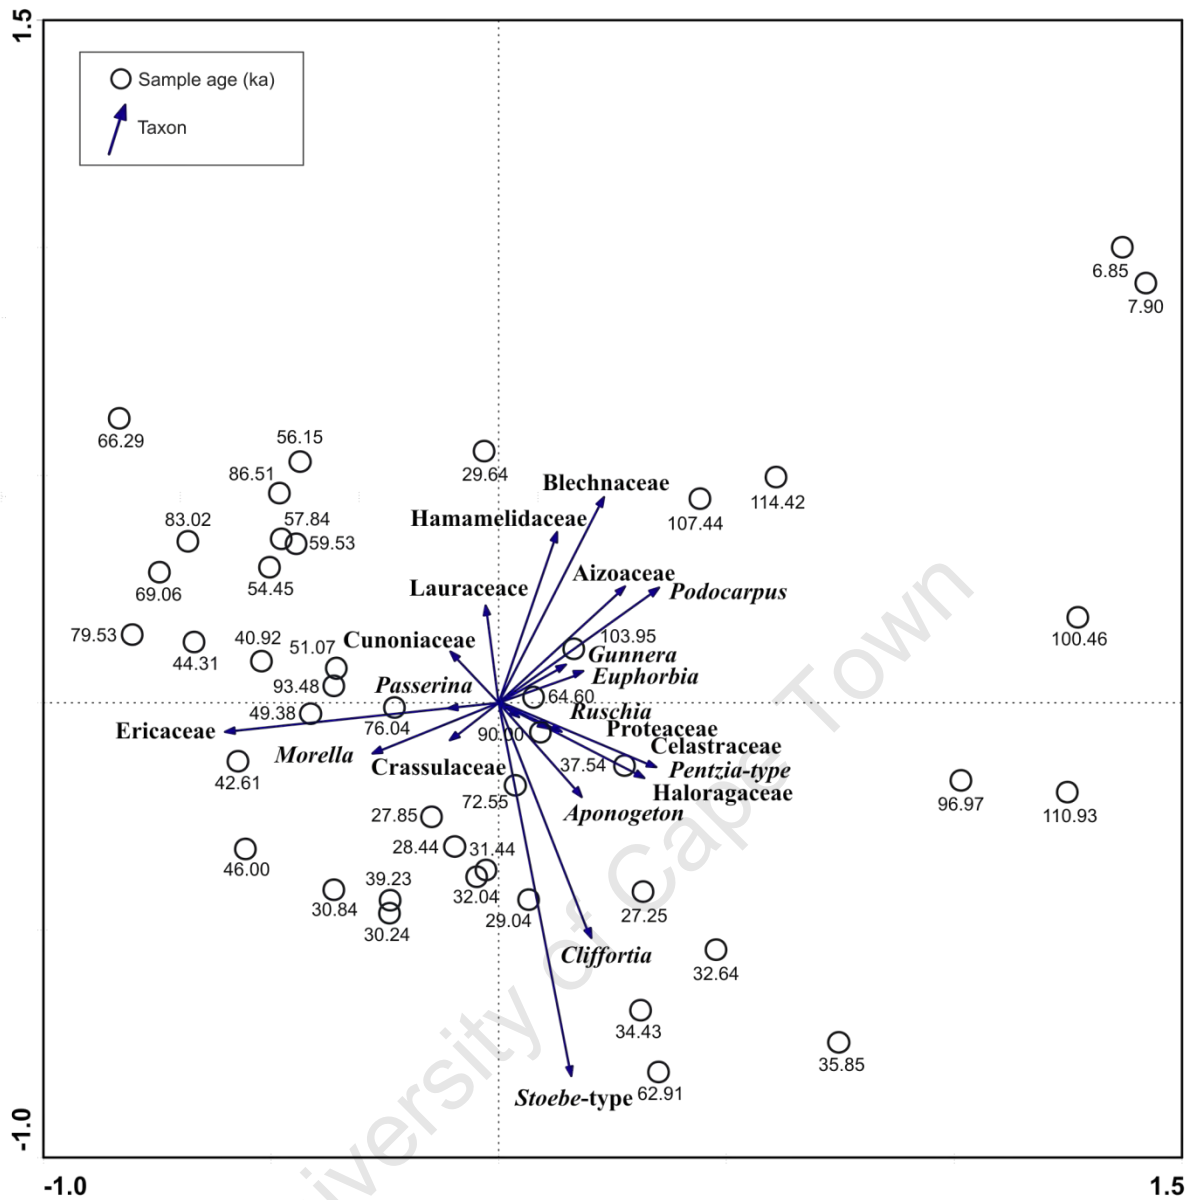 1.5
Sample age (ka)
Taxon
6.85
7.90
66.29
56.15
86.51
29.64
Blechnaceae
114.42
107.44
Hamamelidaceae
83.02
57.84
59.53
69.06
54.45
Lauraceace
Aizoaceae
Podocarpus
79.53
44.31
40.92
51.07
Cunoniaceae
103.95
Gunnera
100.46
93.48
Passerina
Euphorbia
64.60
49.38
76.04
Ruschia
Ericaceae
90.00
Proteaceae
Morella
Celastraceae
42.61
Crassulaceae
37.54
Pentzia-type
72.55
Haloragaceae
96.97
110.93
27.85
Aponogeton
28.44
31.44
46.00
39.23
32.04
30.84
29.04
27.25
30.24
Cliffortia
32.64
34.43
35.85
62.91
Stoebe-type
-1.0
-1.0
1.5
iversity of Cape Town